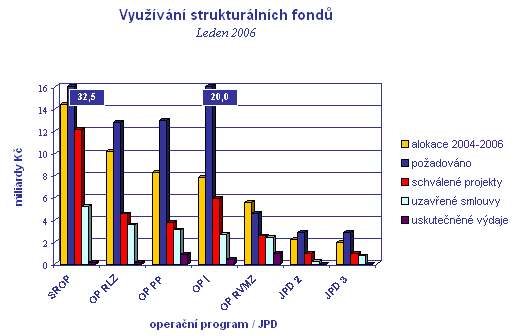 Využívání strukturálních fondů
Leden 2006
miliardy Kč
16
14
12
10
8
6
4
2
0
32,5
20,0
SROP
OP RLZ
OP PP
OP I
OP RVMZ
JPD 2
JPD 3
operační program / JPD
alokace 2004-2006
požadováno
schválené projekty
uzavřené smlouvy
uskutečněné výdaje